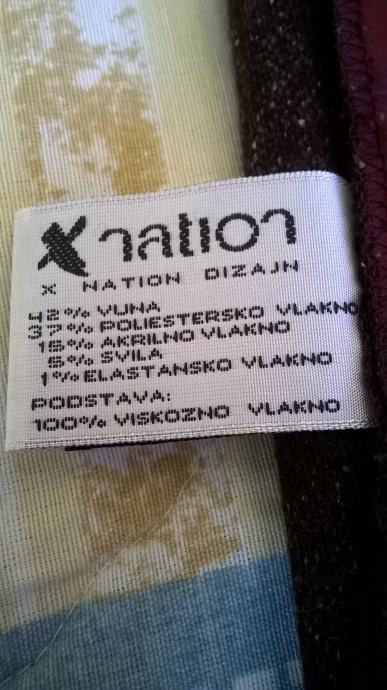 X nation
X NATION DIZAJN
42% VUNA
37% POLIESTERSKO VLAKNO
15% AKRILNO VLAKNO
5% SVILA
1% ELASTANSKO VLAKNO
PODSTAVA:
100% VISKOZNO VLAKNO